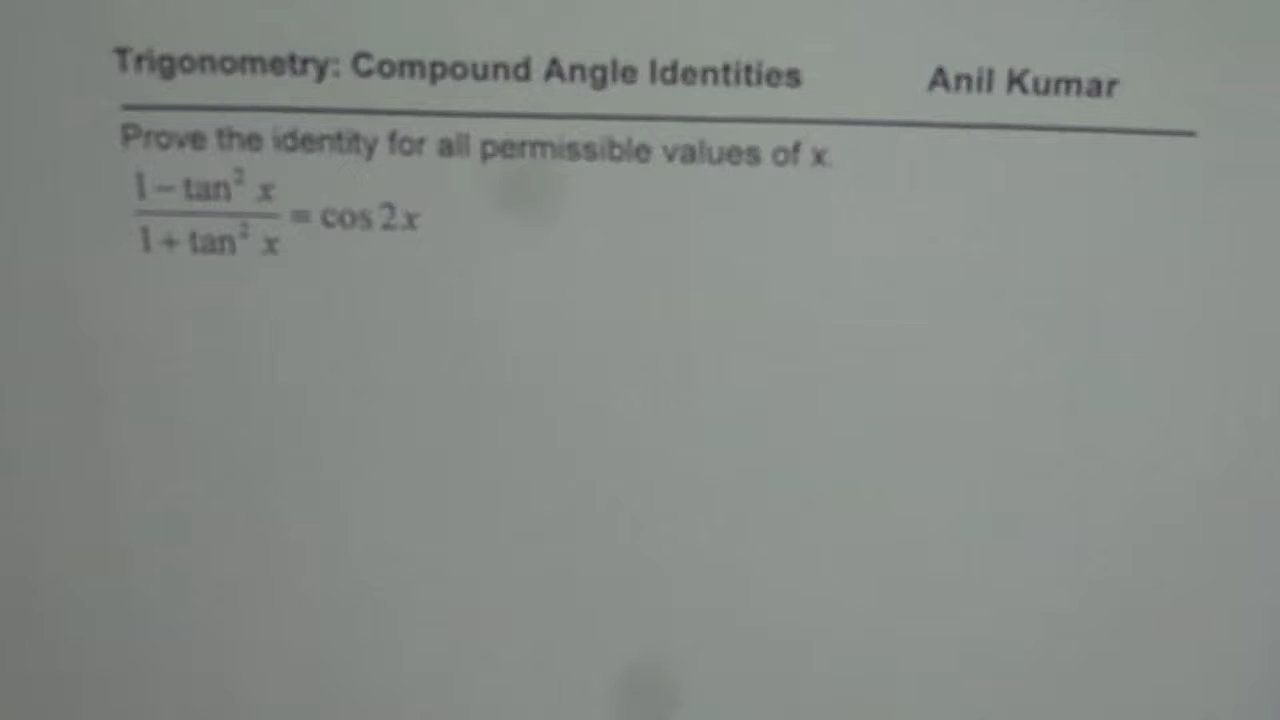 Trigonometry: Compound Angle Identities Anil Kumar
Prove the identity for all permissible values of x.
1 − tan² x
———— = cos 2x
1 + tan² x